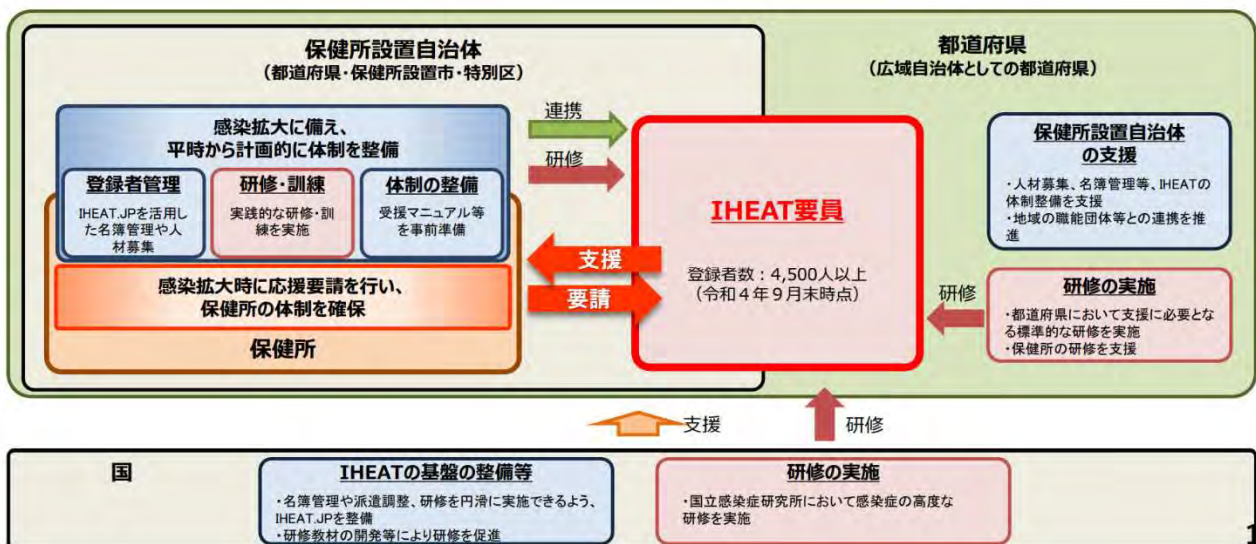 保健所設置自治体
（都道府県・保健所設置市・特別区）
感染拡大に備え、
平時から計画的に体制を整備
登録者管理
IHEAT.JPを活用し
た名簿管理や人
材募集
研修・訓練
実践的な研修・訓
練を実施
体制の整備
受援マニュアル等
を事前準備
感染拡大時に応援要請を行い、
保健所の体制を確保
保健所
連携
研修
支援
要請
IHEAT要員
登録者数：4,500人以上
（令和４年９月末時点）
都道府県
（広域自治体としての都道府県）
保健所設置自治体
の支援
・人材募集、名簿管理等、IHEATの
体制整備を支援
・地域の職能団体等との連携を推
進
研修
研修の実施
・都道府県において支援に必要とな
る標準的な研修を実施
・保健所の研修を支援
支援
研修
国
IHEATの基盤の整備等
・名簿管理や派遣調整、研修を円滑に実施できるよう、
IHEAT.JPを整備
・研修教材の開発等により研修を促進
研修の実施
・国立感染症研究所において感染症の高度な
研修を実施
1